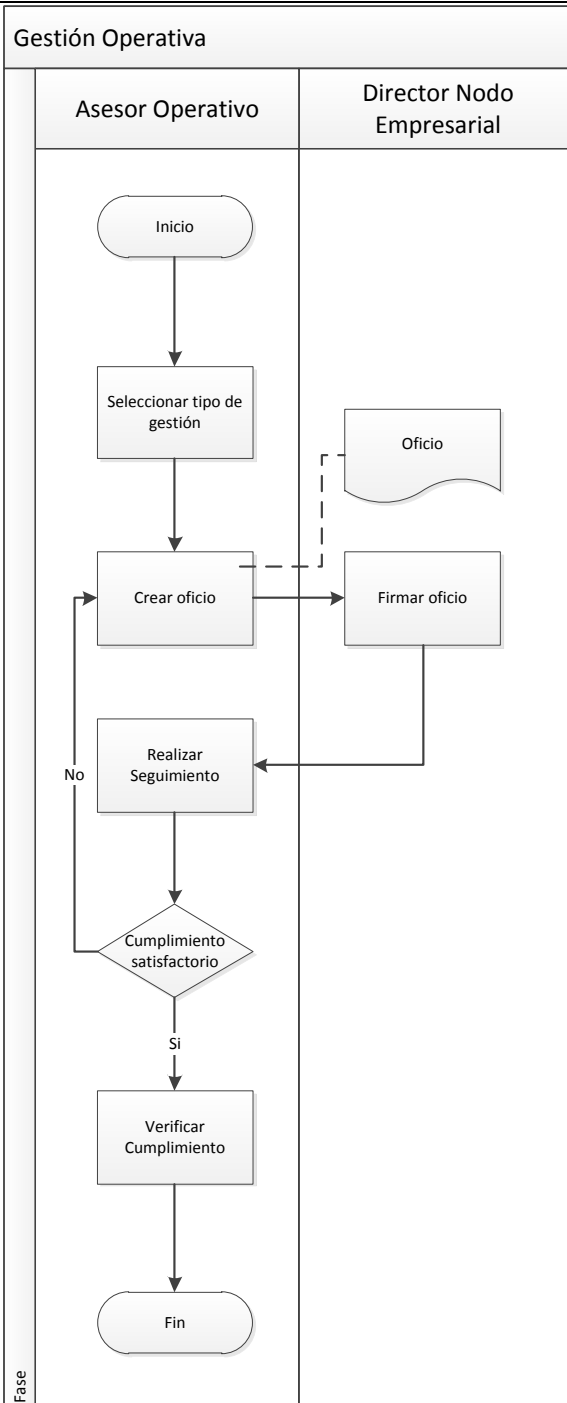 Gestión Operativa
Asesor Operativo
Director Nodo
Empresarial
Inicio
Seleccionar tipo de
gestión
Oficio
Crear oficio
Firmar oficio
Realizar
Seguimiento
No
Cumplimiento
satisfactorio
Si
Verificar
Cumplimiento
Fin
Fase